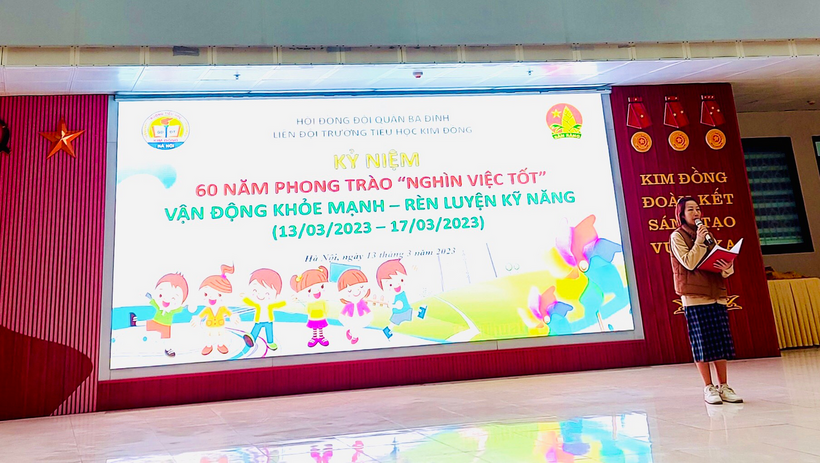 HỘI ĐỒNG ĐỘI QUẬN BA ĐÌNH
LIÊN ĐỘI TRƯỜNG TIỂU HỌC KIM ĐỒNG
KỶ NIỆM
60 NĂM PHONG TRÀO “NGHÌN VIỆC TỐT”
VẬN ĐỘNG KHỎE MẠNH – RÈN LUYỆN KỸ NĂNG
(13/03/2023 – 17/03/2023)
Hà Nội, ngày 13 tháng 3 năm 2023
HÀ NỘI
KIM ĐỒNG
ĐOÀN KẾT
SÁNG TẠO